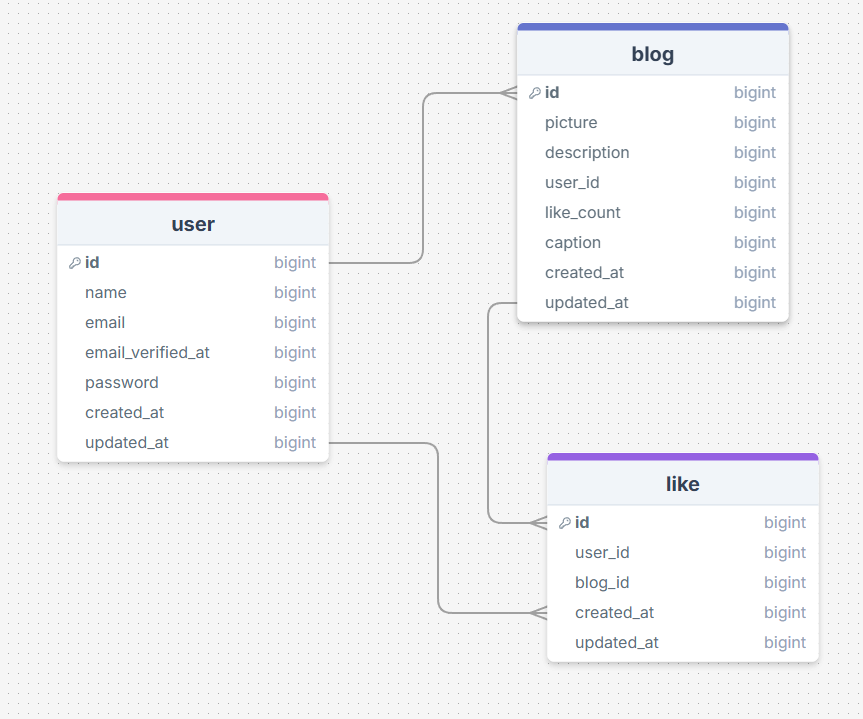 user
id bigint
name bigint
email bigint
email_verified_at bigint
password bigint
created_at bigint
updated_at bigint
blog
id bigint
picture bigint
description bigint
user_id bigint
like_count bigint
caption bigint
created_at bigint
updated_at bigint
like
id bigint
user_id bigint
blog_id bigint
created_at bigint
updated_at bigint